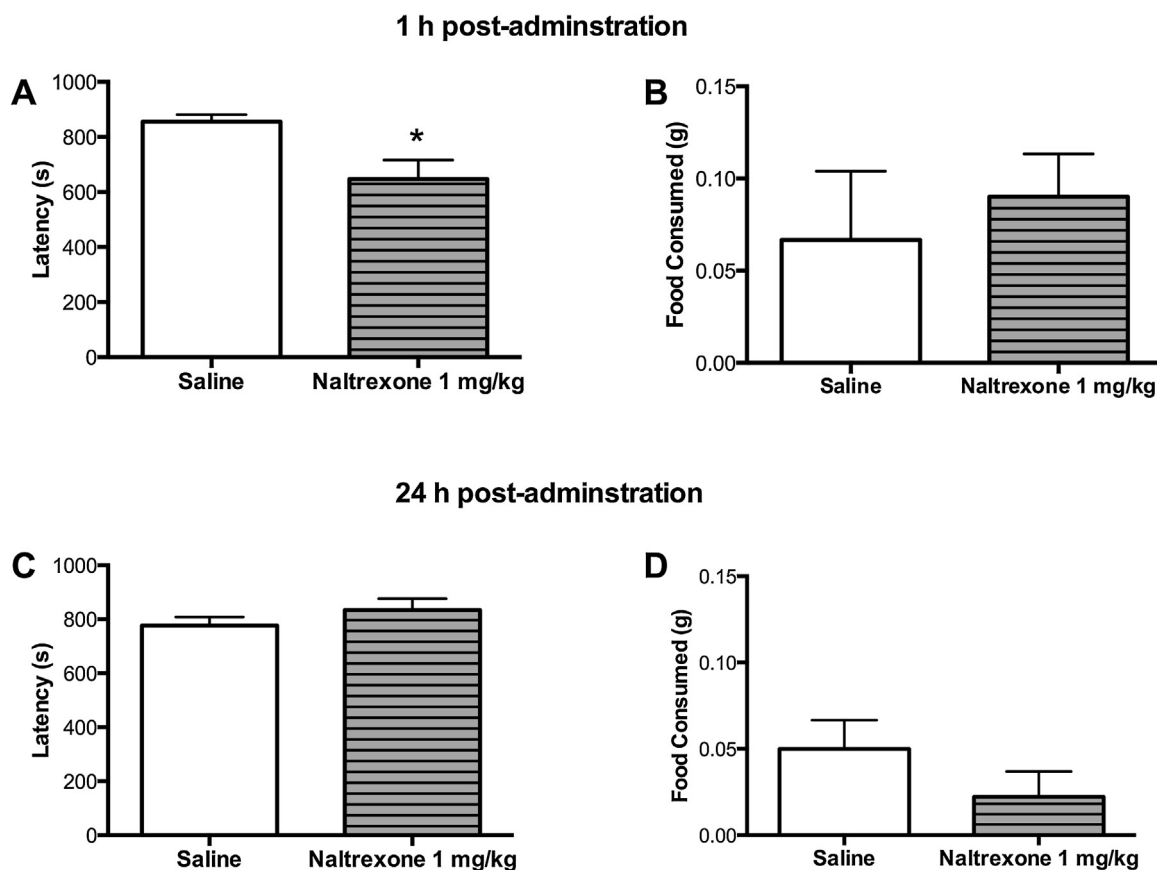 1 h post-adminstration
A
Latency (s)
1000
800
600
400
200
0
*
Saline
Naltrexone 1 mg/kg
B
Food Consumed (g)
0.15
0.10
0.05
0.00
Saline
Naltrexone 1 mg/kg
24 h post-adminstration
C
Latency (s)
1000
800
600
400
200
0
Saline
Naltrexone 1 mg/kg
D
Food Consumed (g)
0.15
0.10
0.05
0.00
Saline
Naltrexone 1 mg/kg